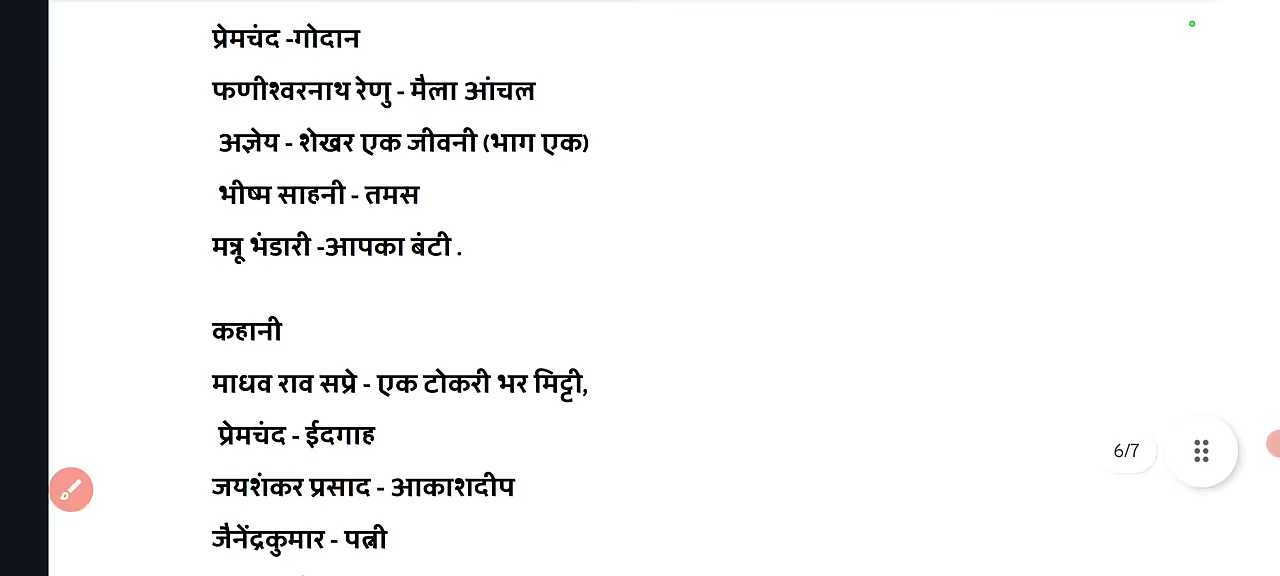 प्रेमचंद -गोदान
फणीश्वरनाथ रेणु - मैला आंचल
अज्ञेय - शेखर एक जीवनी (भाग एक)
भीष्म साहनी - तमस
मन्नू भंडारी -आपका बंटी .
कहानी
माधव राव सप्रे - एक टोकरी भर मिट्टी,
प्रेमचंद - ईदगाह
6/7
जयशंकर प्रसाद - आकाशदीप
जैनेंद्रकुमार - पत्नी